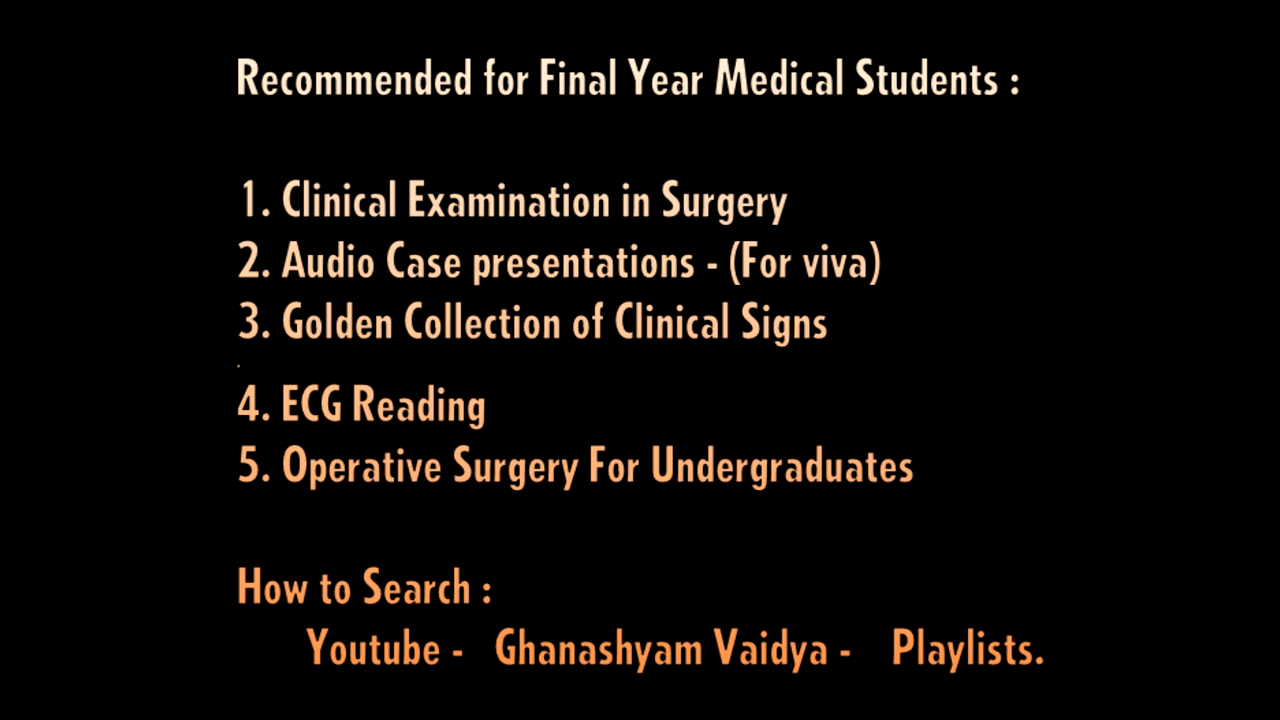 Recommended for Final Year Medical Students :
1. Clinical Examination in Surgery
2. Audio Case presentations - (For viva)
3. Golden Collection of Clinical Signs
.
4. ECG Reading
5. Operative Surgery For Undergraduates
How to Search :
Youtube - Ghanashyam Vaidya - Playlists.